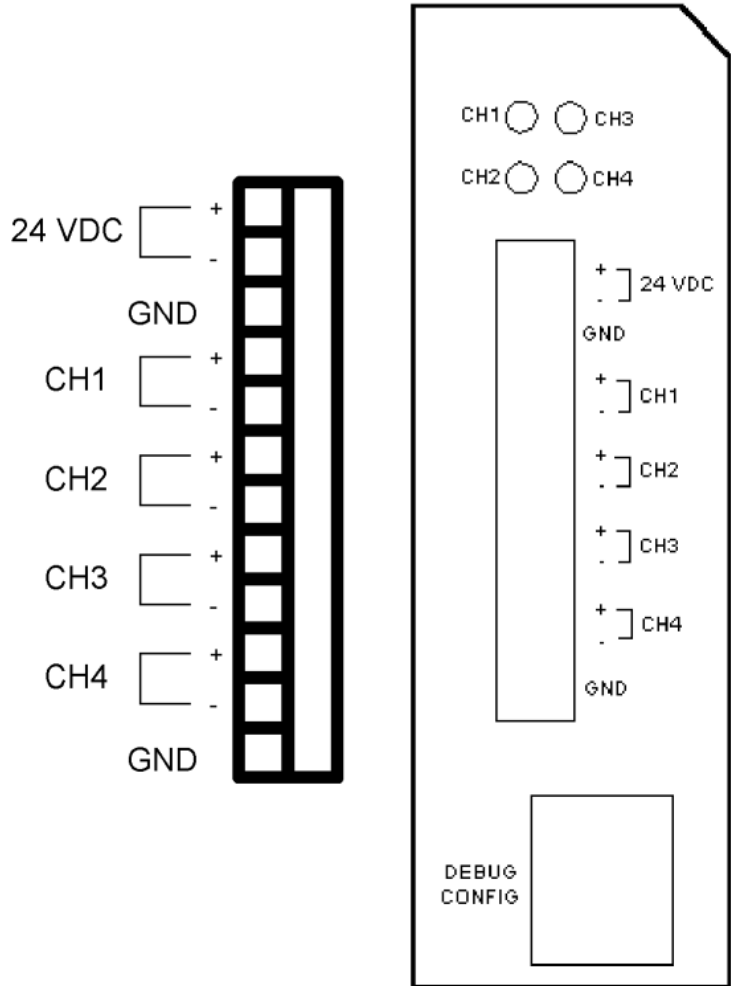 24 VDC
+
-
GND
CH1
+
-
CH2
+
-
CH3
+
-
CH4
+
-
GND
CH1 CH3
CH2 CH4
+
-
24 VDC
GND
+
-
CH1
+
-
CH2
+
-
CH3
+
-
CH4
GND
DEBUG
CONFIG